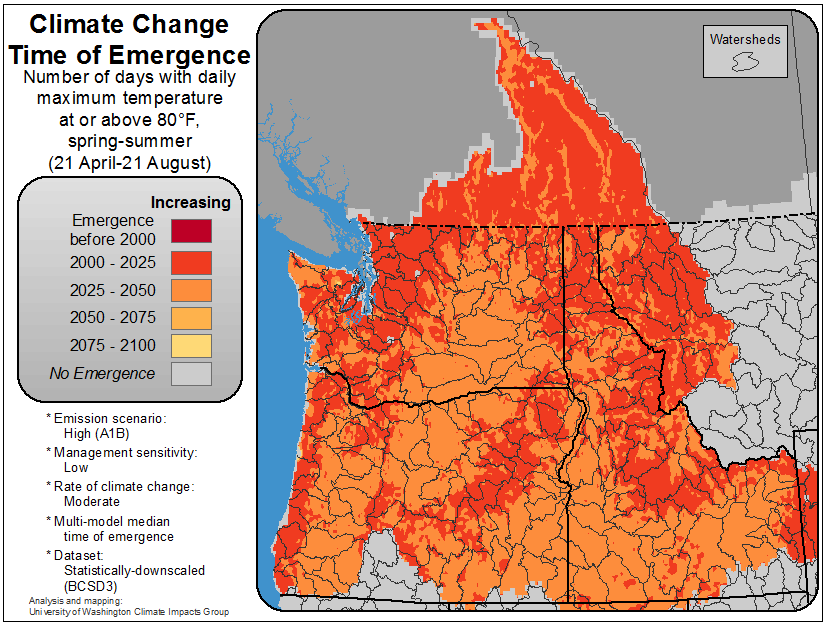 Climate Change
Time of Emergence
Number of days with daily
maximum temperature
at or above 80°F,
spring-summer
(21 April-21 August)
Increasing
Emergence
before 2000
2000 - 2025
2025 - 2050
2050 - 2075
2075 - 2100
No Emergence
* Emission scenario:
High (A1B)
* Management sensitivity:
Low
* Rate of climate change:
Moderate
* Multi-model median
time of emergence
* Dataset:
Statistically-downscaled
(BCSD3)
Analysis and mapping:
University of Washington Climate Impacts Group
Watersheds